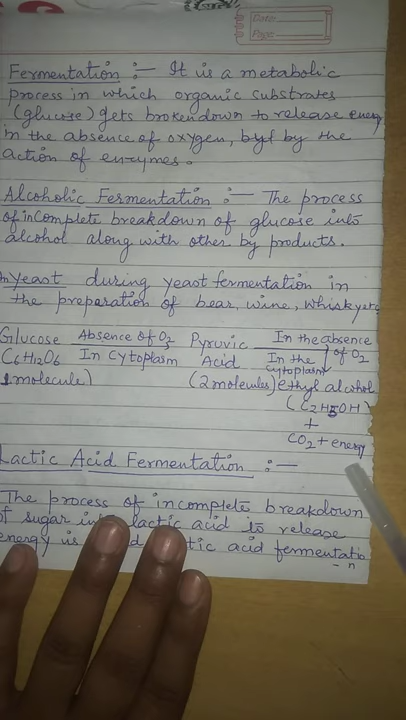 Date
Page
Fermentation :— It is a metabolic
process in which organic substrates
(glucose) gets broken down to release energy
in the absence of oxygen, by the
action of enzymes.
Alcoholic Fermentation :— The process
of incomplete breakdown of glucose into
alcohol along with other by products.
In yeast during yeast fermentation in
the preparation of bear, wine, whisky etc
Glucose Absence of O2 Pyruvic In the absence of O2
C6H12O6 In Cytoplasm Acid In the cytoplasm
1 molecule) (2 molecules) Ethyl alcohol
(C2H5OH)
+
CO2 + energy
Lactic Acid Fermentation :—
The process of incomplete breakdown
of sugar into lactic acid to release
energy is acid fermentatio
- n